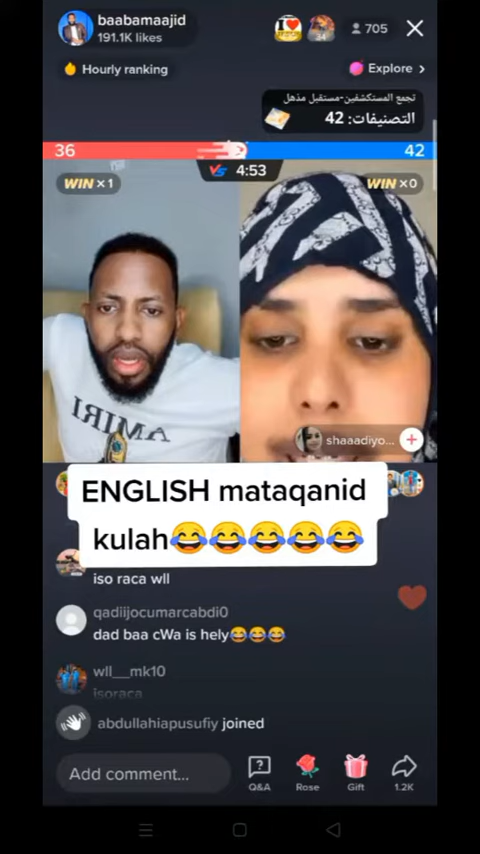 baabamaajid
191.1K likes
I ❤
34
705
Hourly ranking
Explore
تجمع المستكشفين-مستقبل مذهل
التصنيفات: 42
36
42
VS 4:53
WIN ×1
WIN ×0
AMIRI
shaaadiyo...
ENGLISH mataqanid
kulah😂😂😂😂😂
iso raca wll
qadiijocumarcabdi0
dad baa cWa is hely😂😂😂
wll__mk10
isoraca
abdullahiapusufiy joined
Add comment...
Q&A
Rose
Gift
1.2K